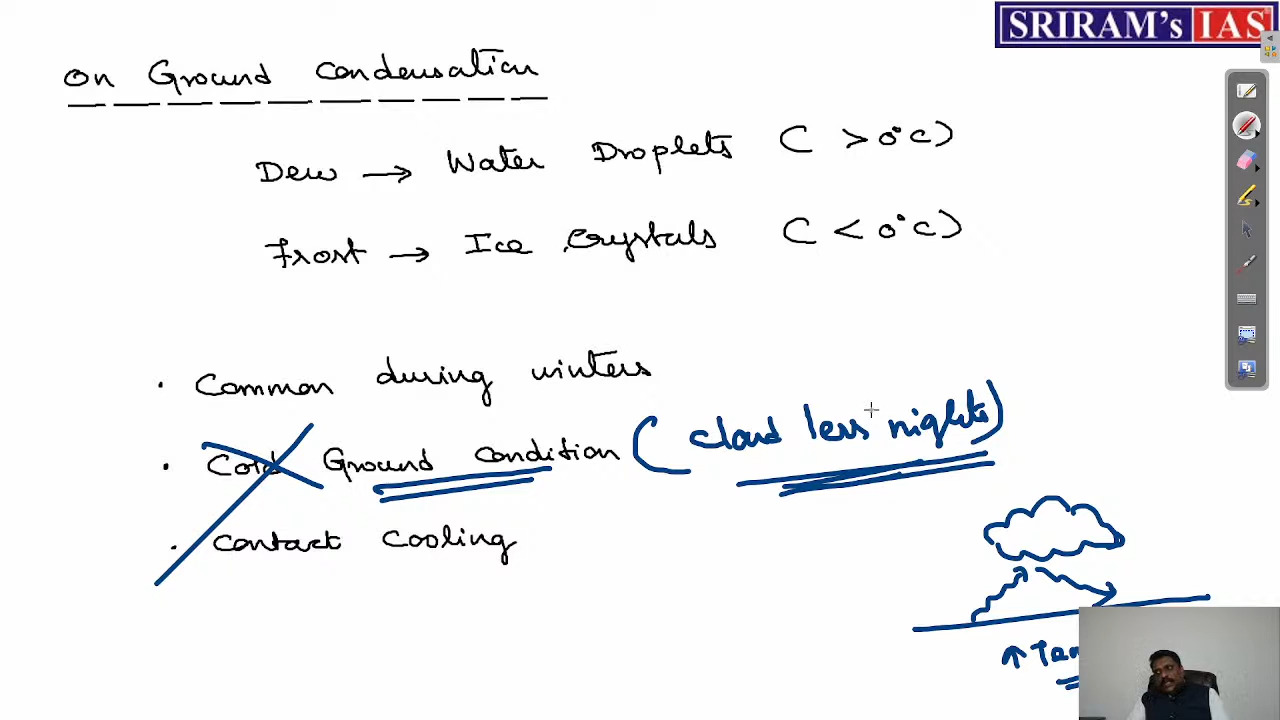 SRIRAM's IAS
On Ground Condensation
Dew → Water Droplets ( > 0°C)
Frost → Ice Crystals ( < 0°C)
· Common during winters
· Cold Ground Condition (cloud less nights)
· Contact Cooling